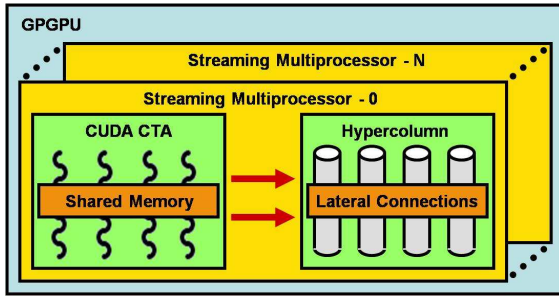 GPGPU
Streaming Multiprocessor - N
Streaming Multiprocessor - 0
CUDA CTA
Hypercolumn
Shared Memory
Lateral Connections